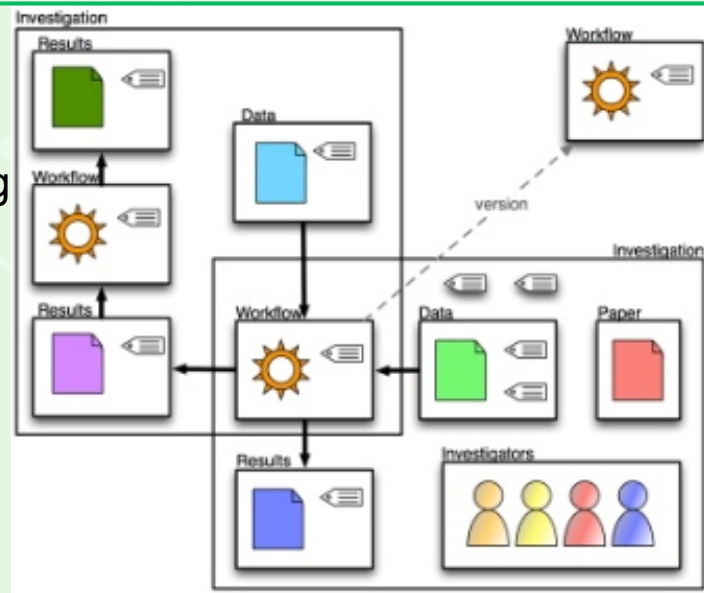 Investigation
Results
Workflow
Data
Workflow
g
version
Results
Investigation
Workflow
Data
Paper
Results
Investigators